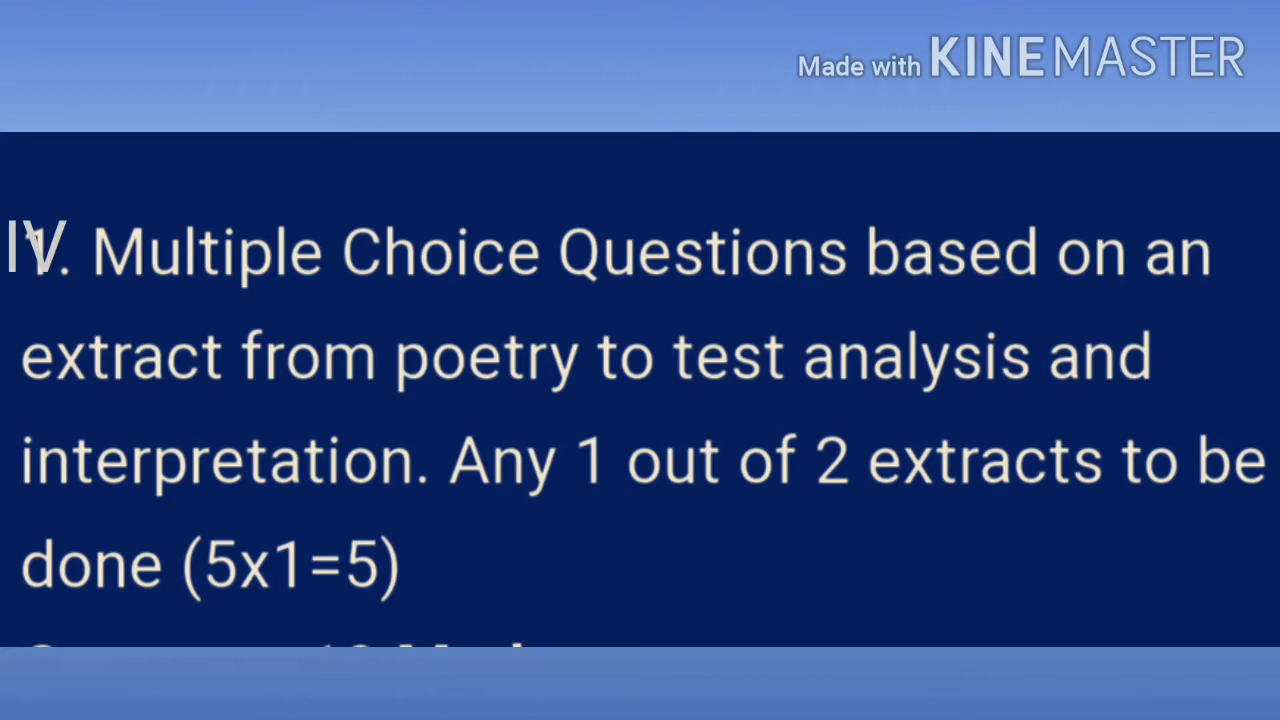 Made with KINEMASTER
IV. Multiple Choice Questions based on an
extract from poetry to test analysis and
interpretation. Any 1 out of 2 extracts to be
done (5x1=5)